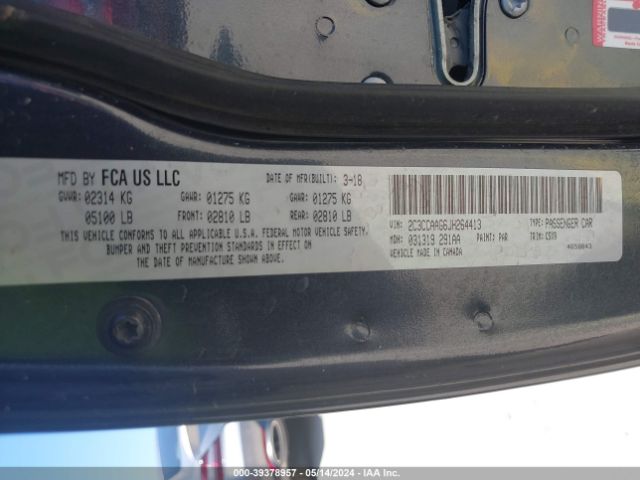 WARNING
MFD BY FCA US LLC
DATE OF MFR(BUILT): 3-18
GVWR: 02314 KG GAWR: 01275 KG GAWR: 01275 KG
05100 LB FRONT: 02810 LB REAR: 02810 LB
THIS VEHICLE CONFORMS TO ALL APPLICABLE U.S.A. FEDERAL MOTOR VEHICLE SAFETY,
BUMPER AND THEFT PREVENTION STANDARDS IN EFFECT ON
THE DATE OF MANUFACTURE SHOWN ABOVE.
VIN: 2C3CCAAG6JH264413 TYPE: PASSENGER CAR
MDH: 031319 291AA PAINT: PAR TRIM:
VEHICLE MADE IN CANADA
© - 39378957 - 05/14/2024 - IAA Inc.